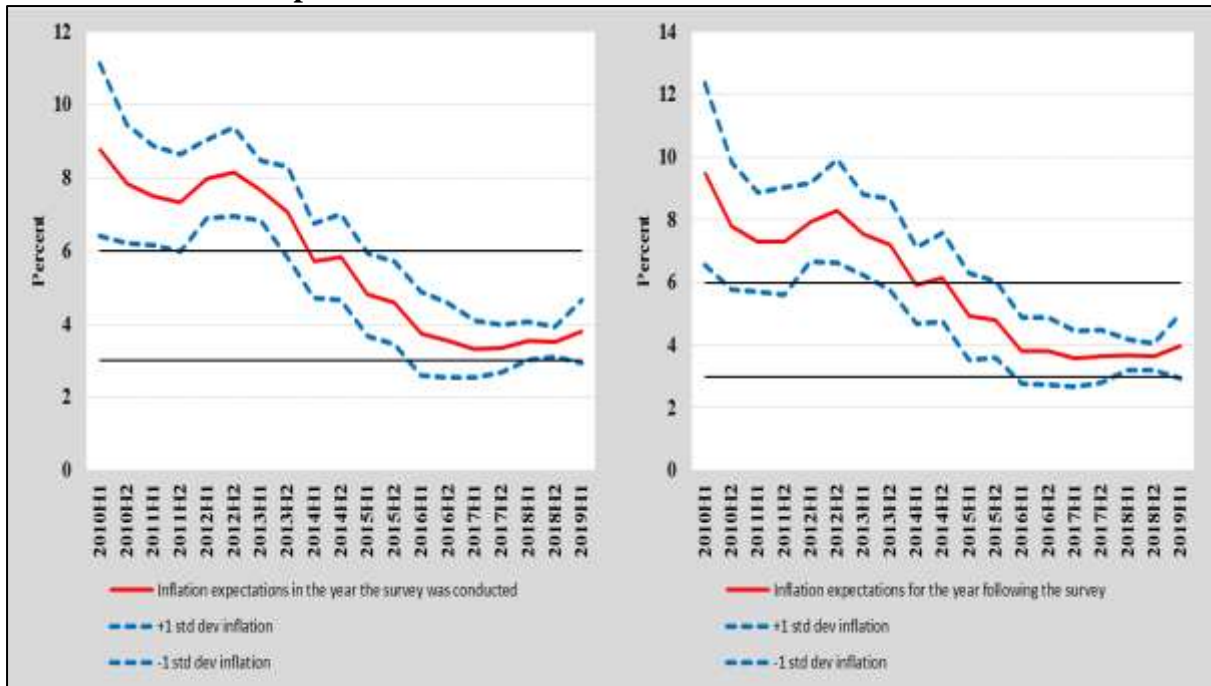 12
10
8
6
4
2
0
Percent
2010H1
2010H2
2011H1
2011H2
2012H1
2012H2
2013H1
2013H2
2014H1
2014H2
2015H1
2015H2
2016H1
2016H2
2017H1
2017H2
2018H1
2018H2
2019H1
Inflation expectations in the year the survey was conducted
+1 std dev inflation
-1 std dev inflation
14
12
10
8
6
4
2
0
Percent
2010H1
2010H2
2011H1
2011H2
2012H1
2012H2
2013H1
2013H2
2014H1
2014H2
2015H1
2015H2
2016H1
2016H2
2017H1
2017H2
2018H1
2018H2
2019H1
Inflation expectations for the year following the survey
+1 std dev inflation
-1 std dev inflation